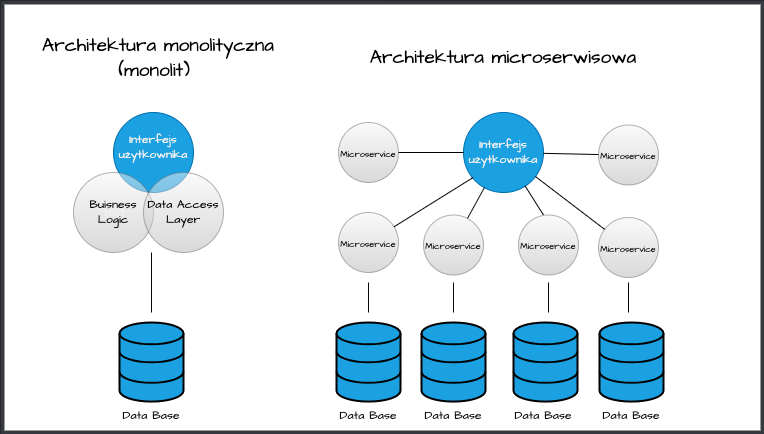 Architektura monolityczna
(monolit)
Interfejs
użytkownika
Buisness
Logic
Data Access
Layer
Data Base
Architektura microserwisowa
Microservice
Interfejs
użytkownika
Microservice
Microservice
Microservice
Microservice
Microservice
Data Base
Data Base
Data Base
Data Base